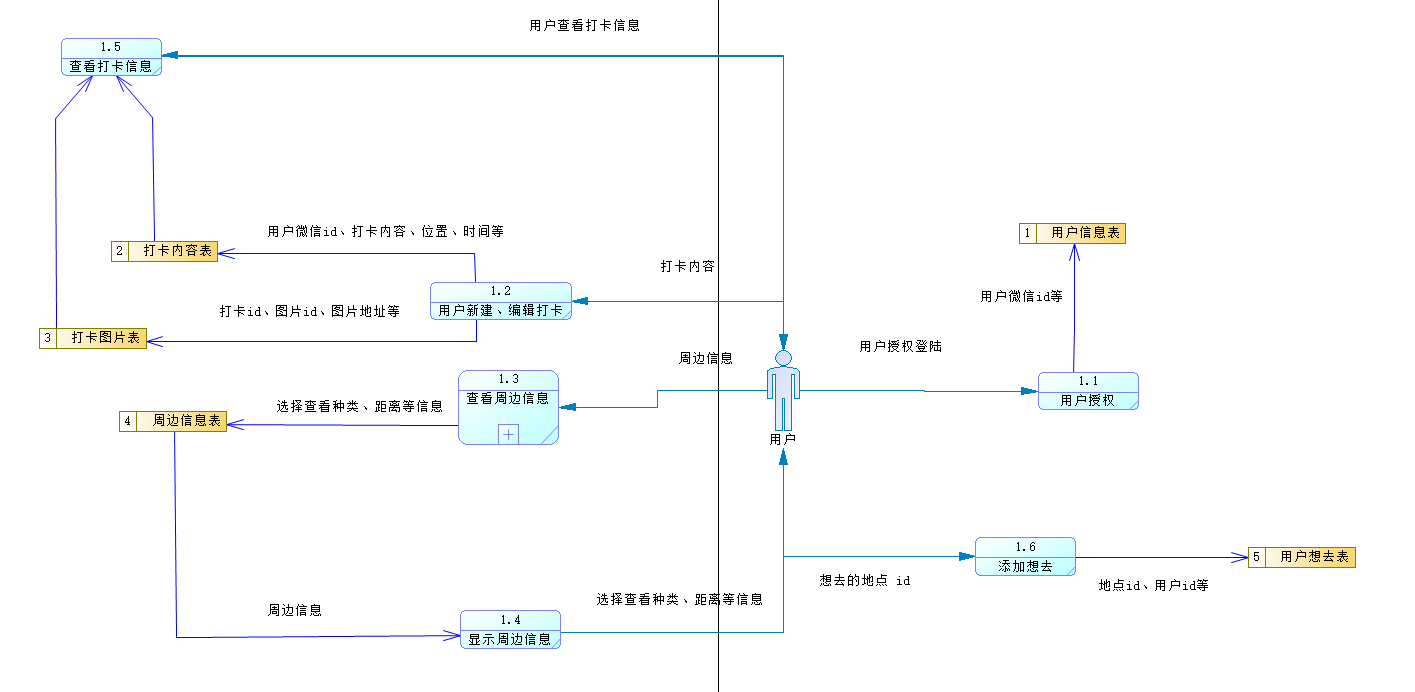 用户查看打卡信息
1.5
查看打卡信息
用户微信id、打卡内容、位置、时间等
1 用户信息表
2 打卡内容表
打卡内容
1.2
用户新建、编辑打卡
用户微信id等
打卡id、图片id、图片地址等
3 打卡图片表
用户授权登陆
周边信息
1.3
查看周边信息
1.1
用户授权
选择查看种类、距离等信息
4 周边信息表
用户
1.6
添加想去
5 用户想去表
想去的地点 id
地点id、用户id等
选择查看种类、距离等信息
周边信息
1.4
显示周边信息